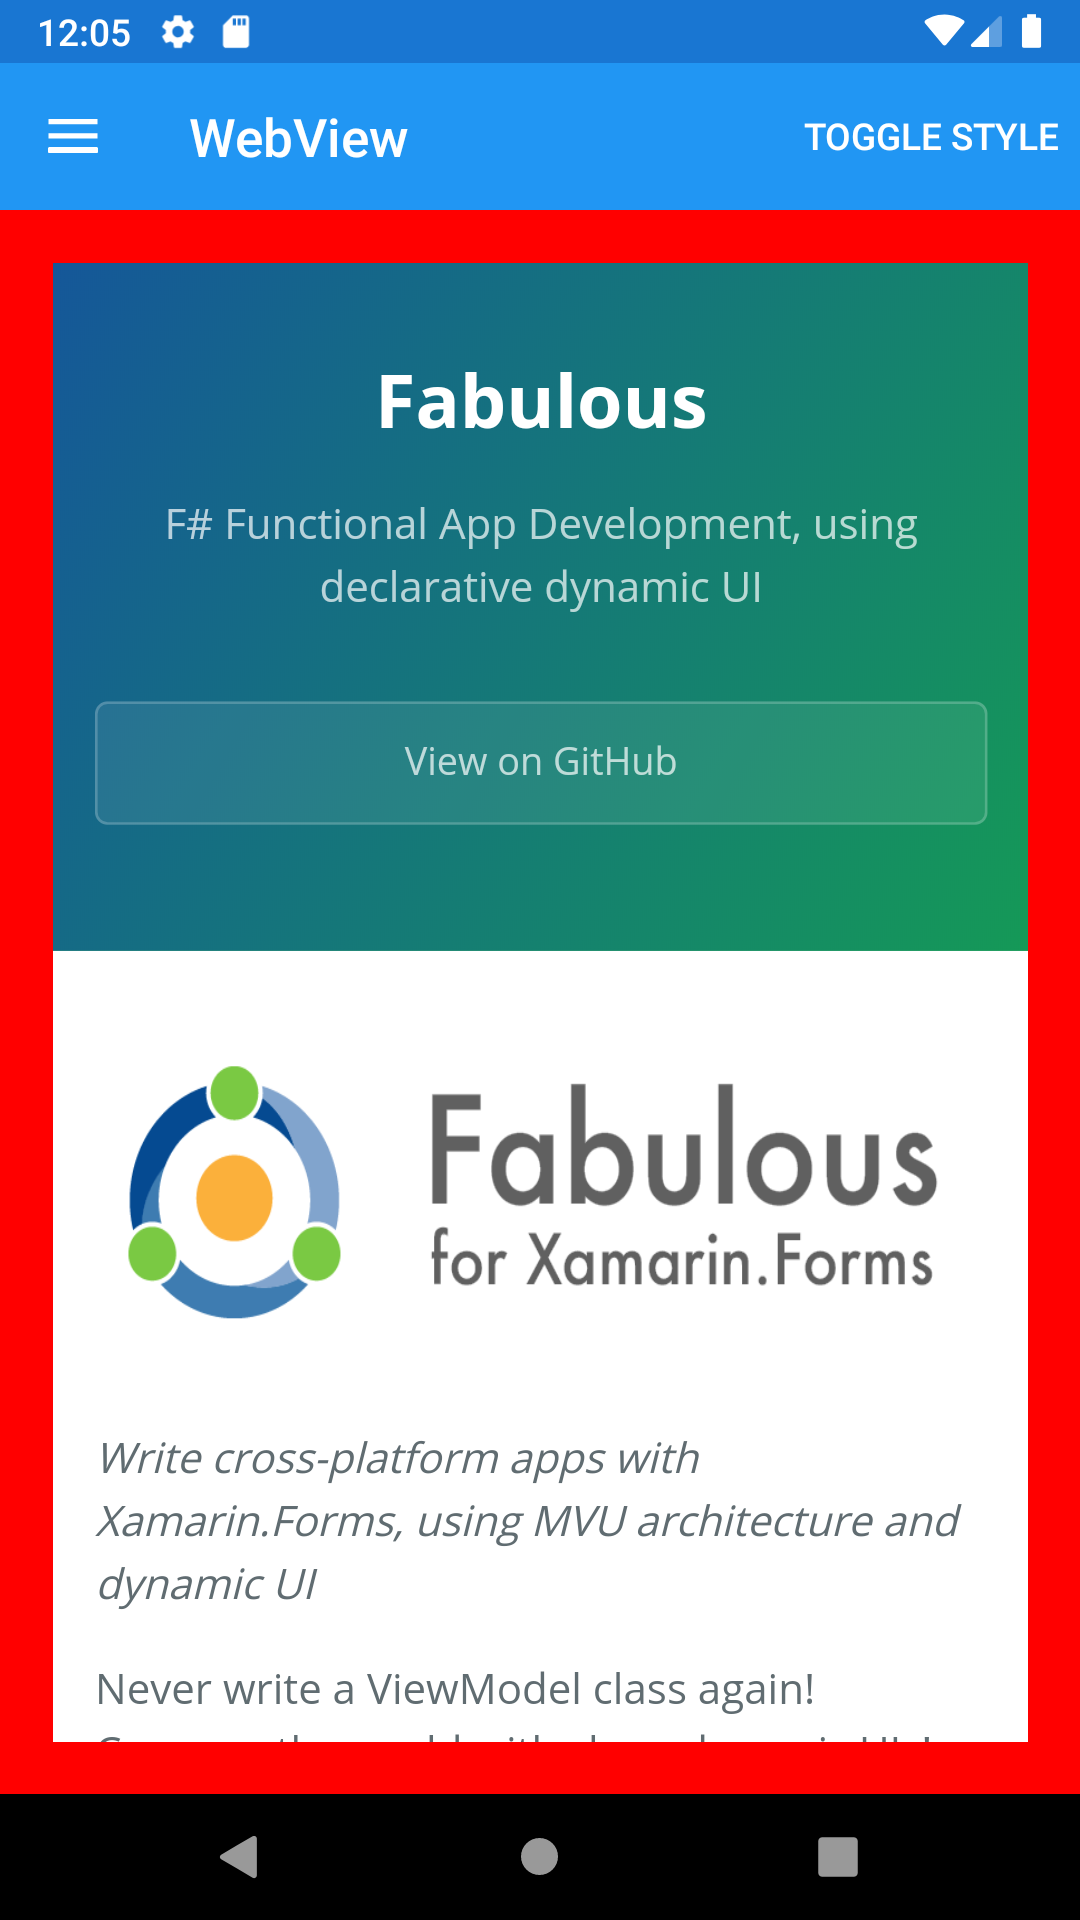 12:05
WebView
TOGGLE STYLE
Fabulous
F# Functional App Development, using
declarative dynamic UI
View on GitHub
Fabulous
for Xamarin.Forms
Write cross-platform apps with
Xamarin.Forms, using MVU architecture and
dynamic UI
Never write a ViewModel class again!